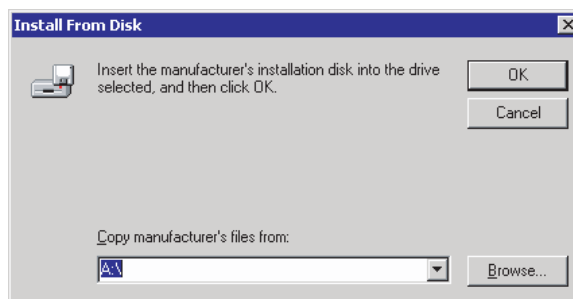 Install From Disk
Insert the manufacturer's installation disk into the drive
selected, and then click OK.
OK
Cancel
Copy manufacturer's files from:
A:\
Browse...